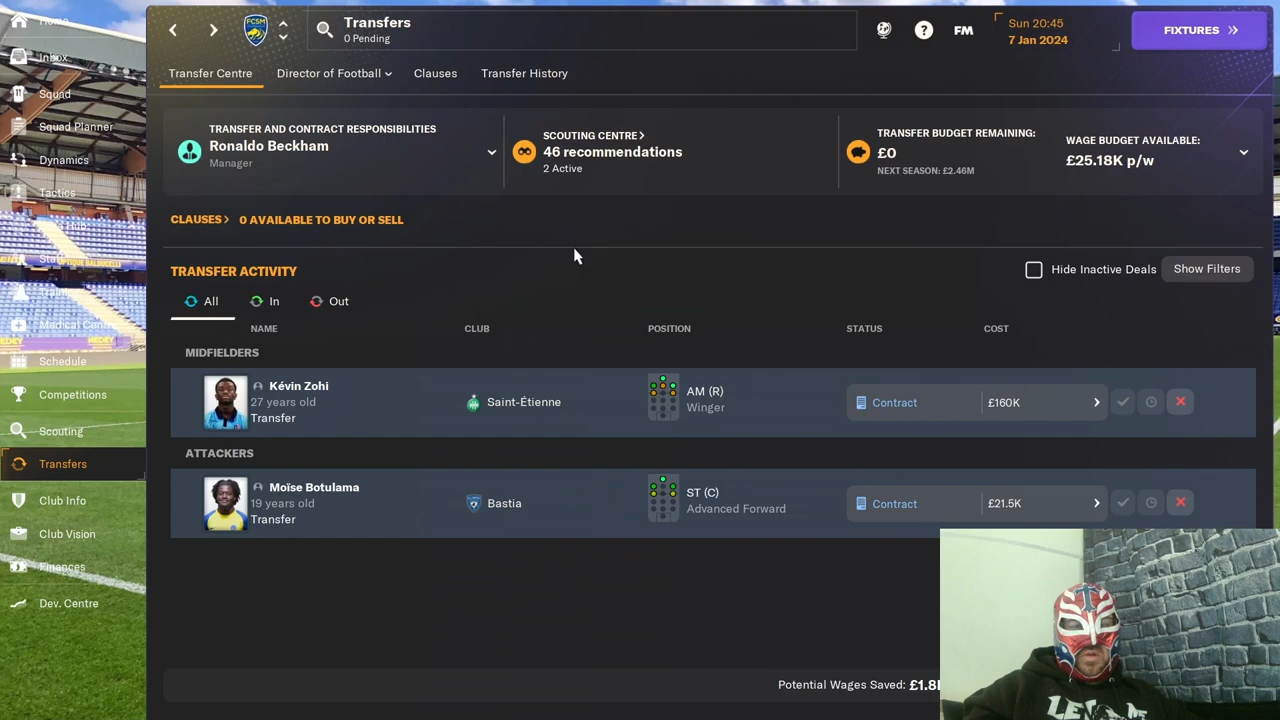 Home
Inbox
Squad
Squad Planner
Dynamics
Tactics
Schedule
Competitions
Scouting
Transfers
Club Info
Club Vision
Finances
Dev. Centre
FCSM
Transfers
0 Pending
?
FM
Sun 20:45
7 Jan 2024
FIXTURES
Transfer Centre
Director of Football
Clauses
Transfer History
TRANSFER AND CONTRACT RESPONSIBILITIES
Ronaldo Beckham
Manager
SCOUTING CENTRE >
46 recommendations
2 Active
TRANSFER BUDGET REMAINING:
£0
NEXT SEASON: £2.46M
WAGE BUDGET AVAILABLE:
£25.18K p/w
CLAUSES > 0 AVAILABLE TO BUY OR SELL
TRANSFER ACTIVITY
Hide Inactive Deals
Show Filters
All In Out
NAME CLUB POSITION STATUS COST
MIDFIELDERS
Kévin Zohi
27 years old
Transfer
Saint-Étienne
AM (R)
Winger
Contract £160K
ATTACKERS
Moïse Botulama
19 years old
Transfer
Bastia
ST (C)
Advanced Forward
Contract £21.5K
Potential Wages Saved: